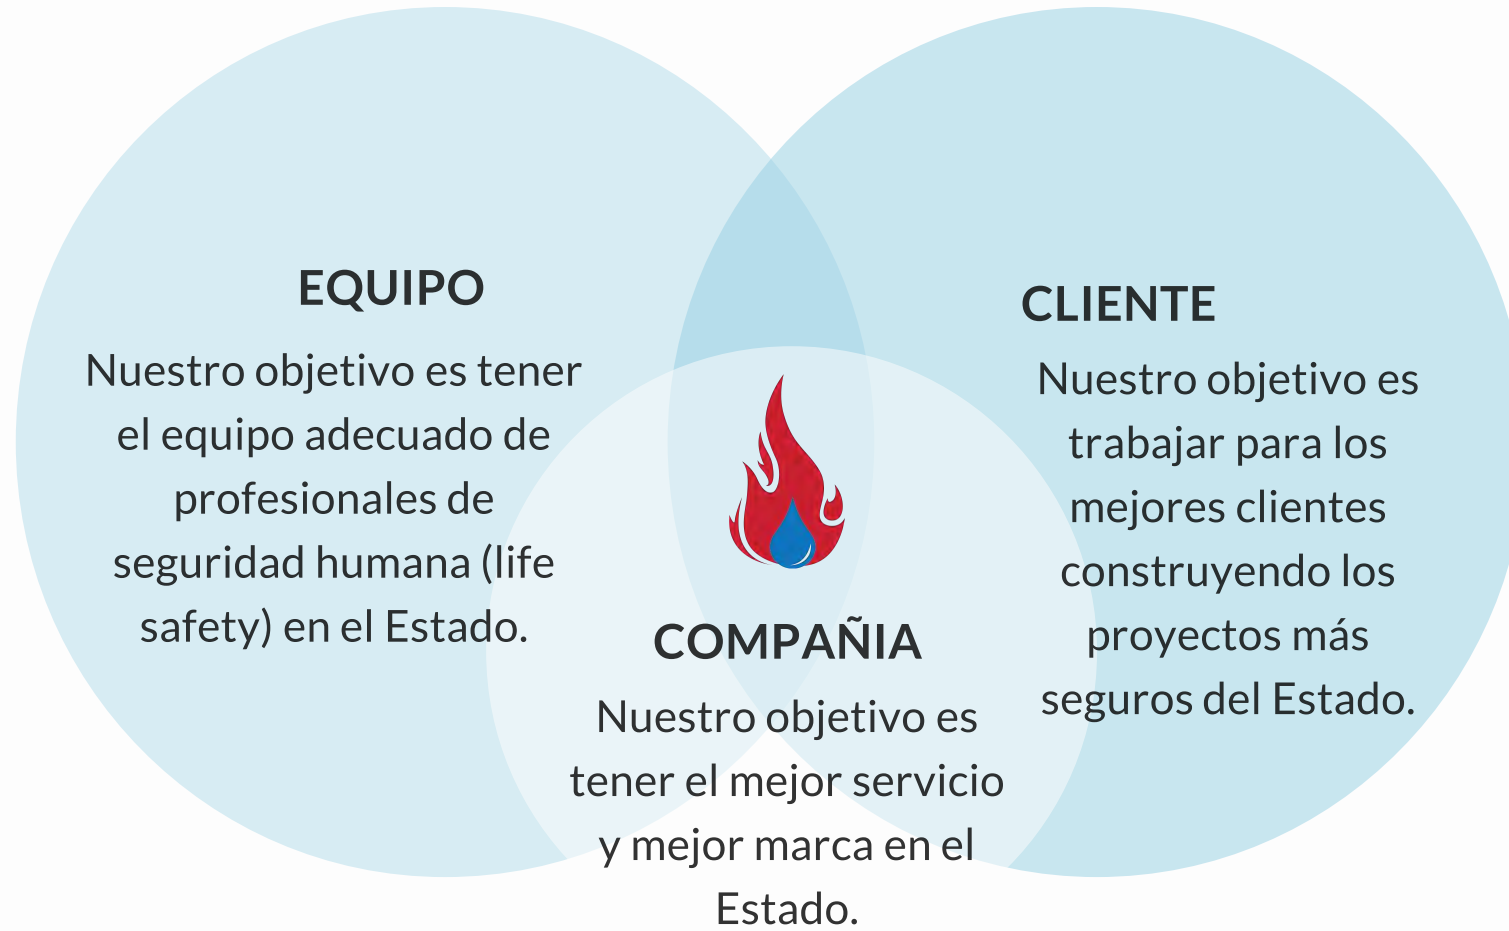 EQUIPO
Nuestro objetivo es tener
el equipo adecuado de
profesionales de
seguridad humana (life
safety) en el Estado.
CLIENTE
Nuestro objetivo es
trabajar para los
mejores clientes
construyendo los
proyectos más
seguros del Estado.
COMPAÑIA
Nuestro objetivo es
tener el mejor servicio
y mejor marca en el
Estado.